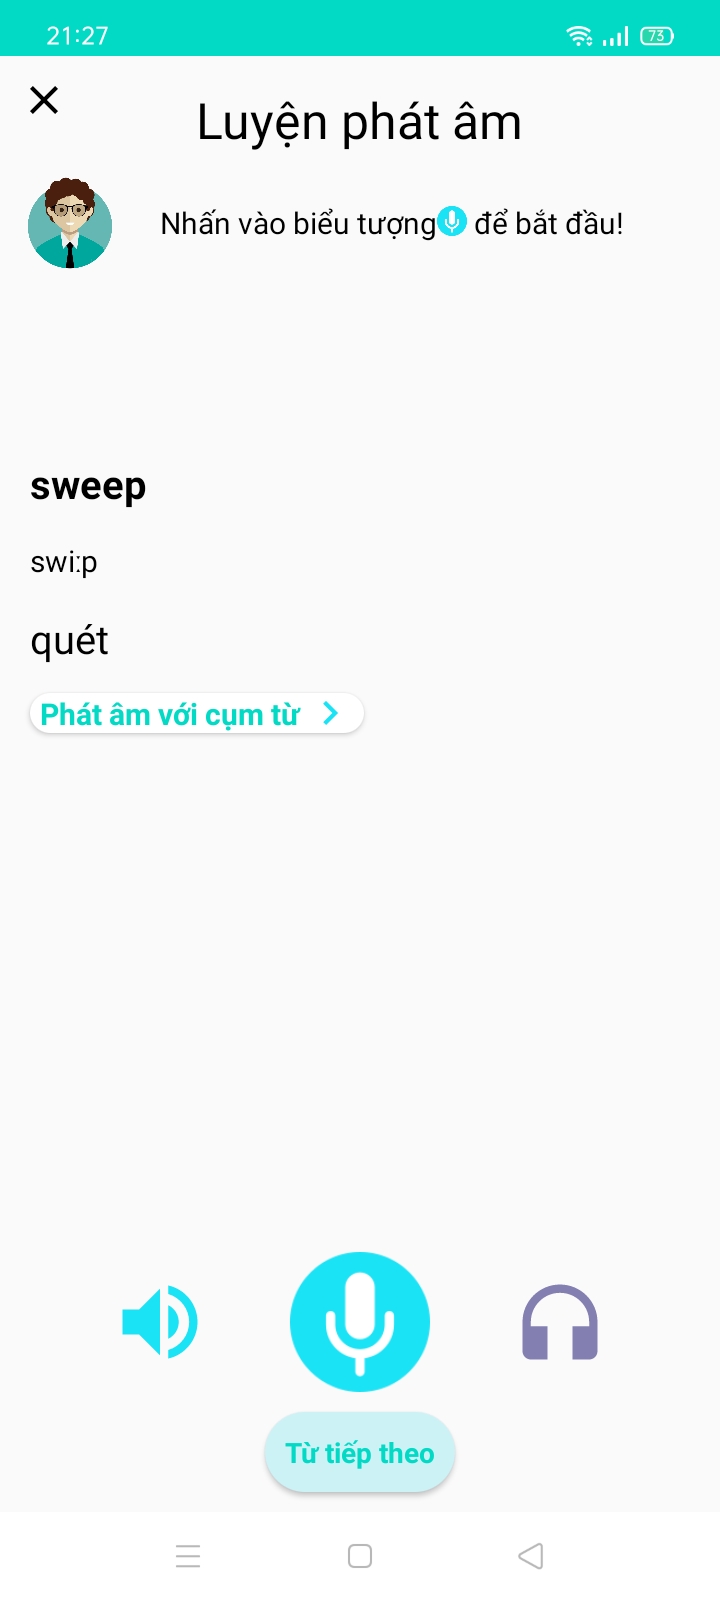 21:27
73
Luyện phát âm
Nhấn vào biểu tượng để bắt đầu!
sweep
swiːp
quét
Phát âm với cụm từ
Từ tiếp theo